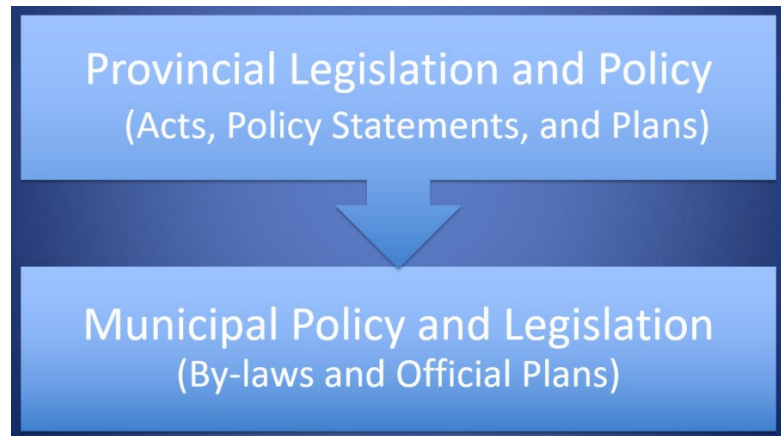 Provincial Legislation and Policy
(Acts, Policy Statements, and Plans)
Municipal Policy and Legislation
(By-laws and Official Plans)